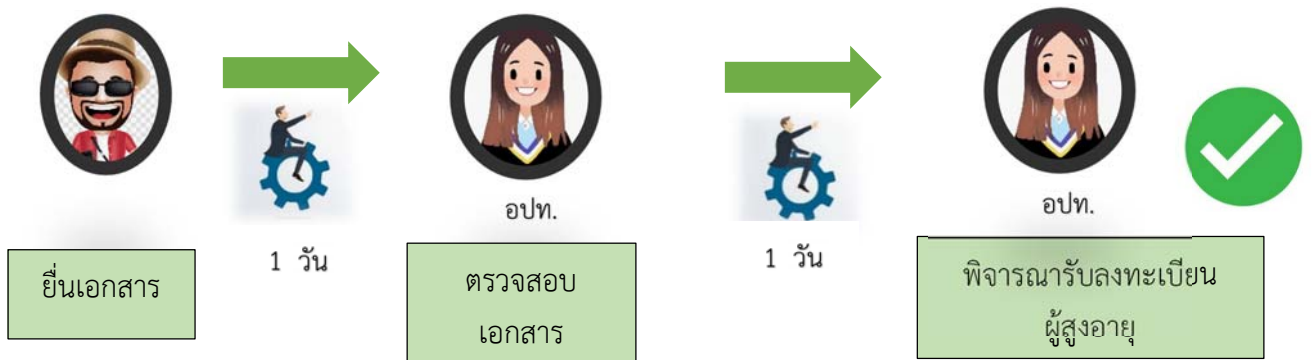 อปท.
อปท.
1 วัน
1 วัน
ยื่นเอกสาร
ตรวจสอบ
เอกสาร
พิจารณารับลงทะเบียน
ผู้สูงอายุ